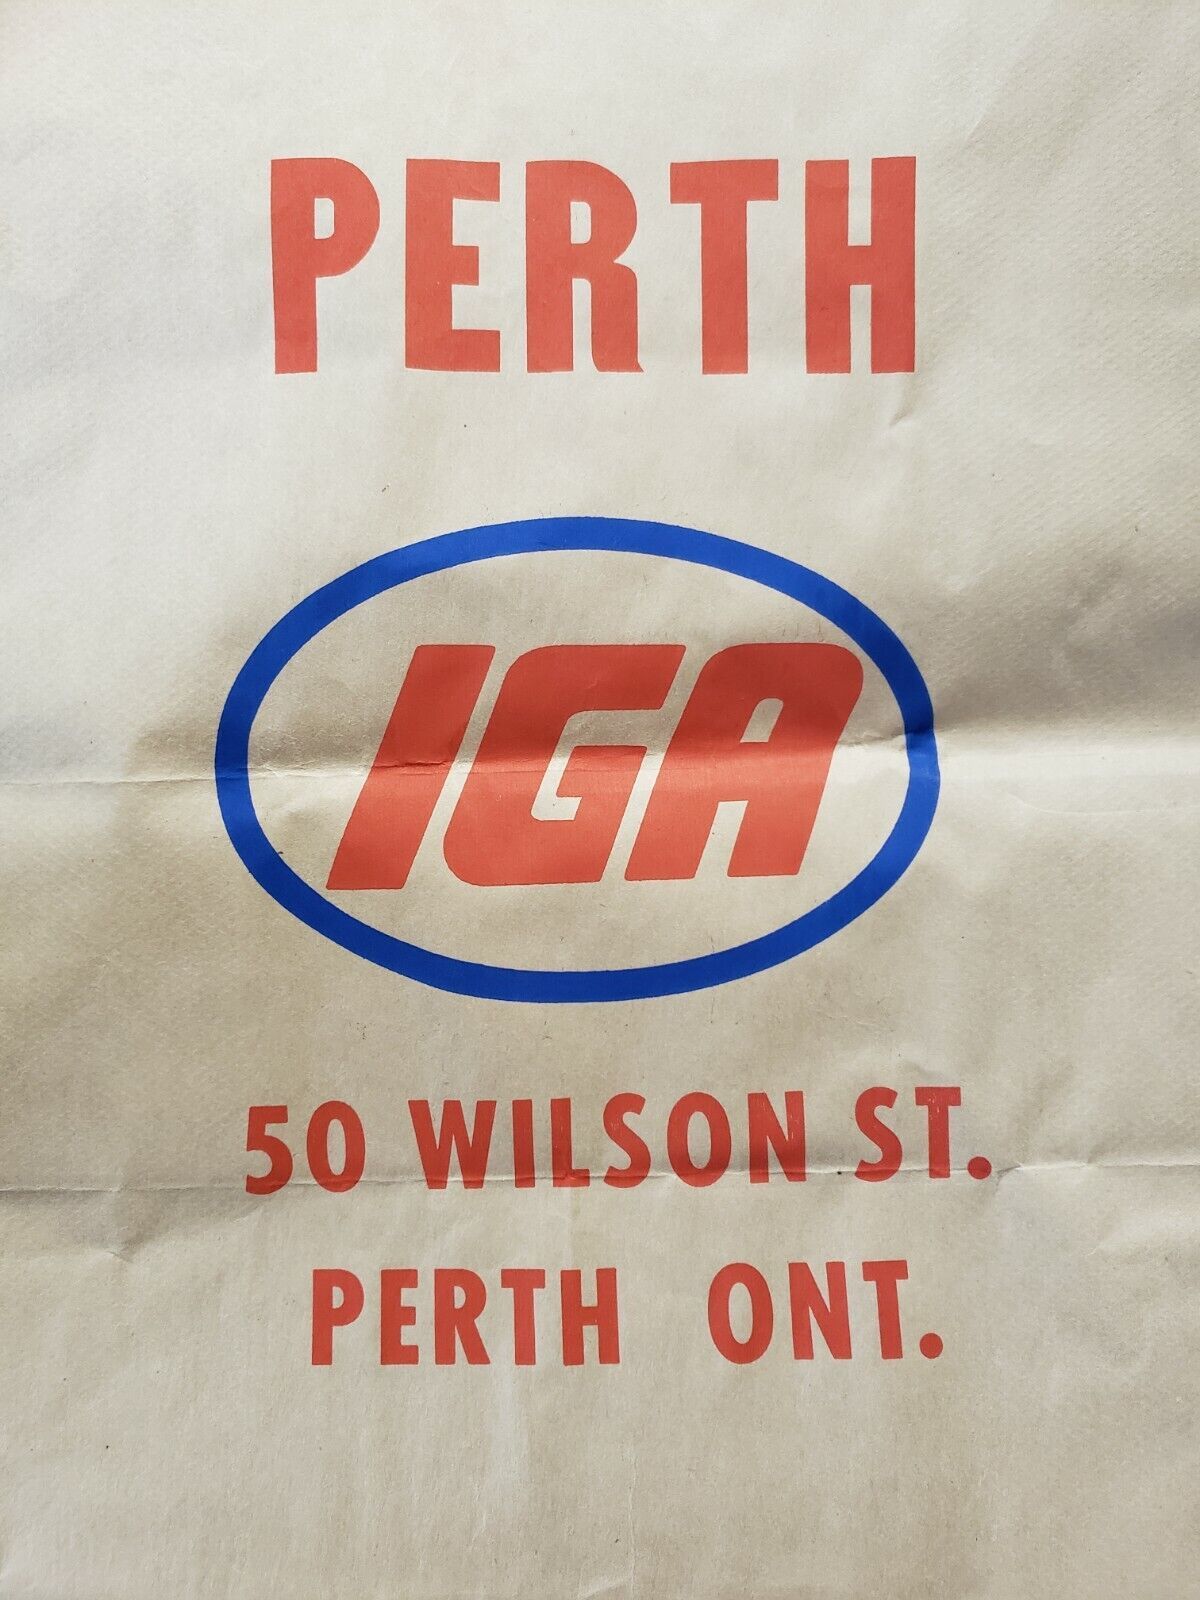 PERTH
IGA
50 WILSON ST.
PERTH ONT.